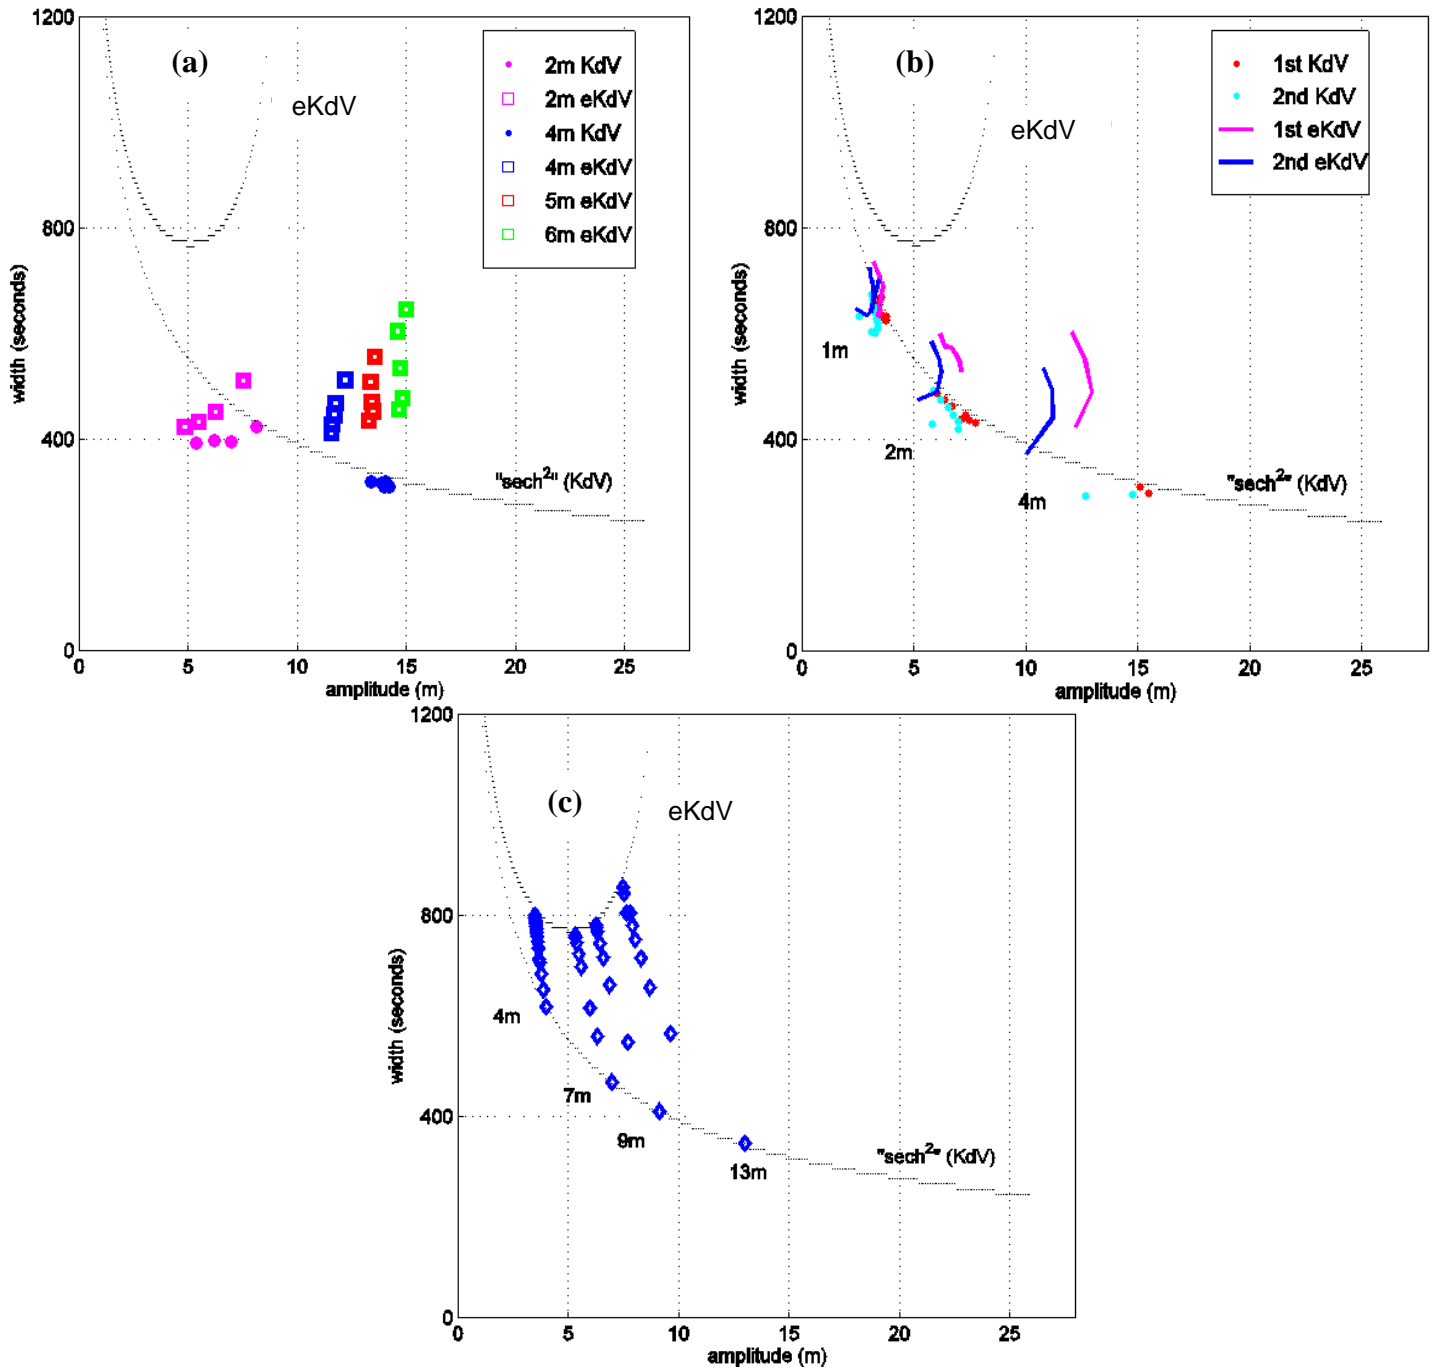 (a)
eKdV
2m KdV
2m eKdV
4m KdV
4m eKdV
5m eKdV
6m eKdV
1200
800
400
0
width (seconds)
"sech2" (KdV)
0 5 10 15 20 25
amplitude (m)
(b)
eKdV
1st KdV
2nd KdV
1st eKdV
2nd eKdV
1200
800
400
0
width (seconds)
1m
2m
4m
"sech2" (KdV)
0 5 10 15 20 25
amplitude (m)
(c)
eKdV
1200
800
400
0
width (seconds)
4m
7m
9m
13m
"sech2" (KdV)
0 5 10 15 20 25
amplitude (m)